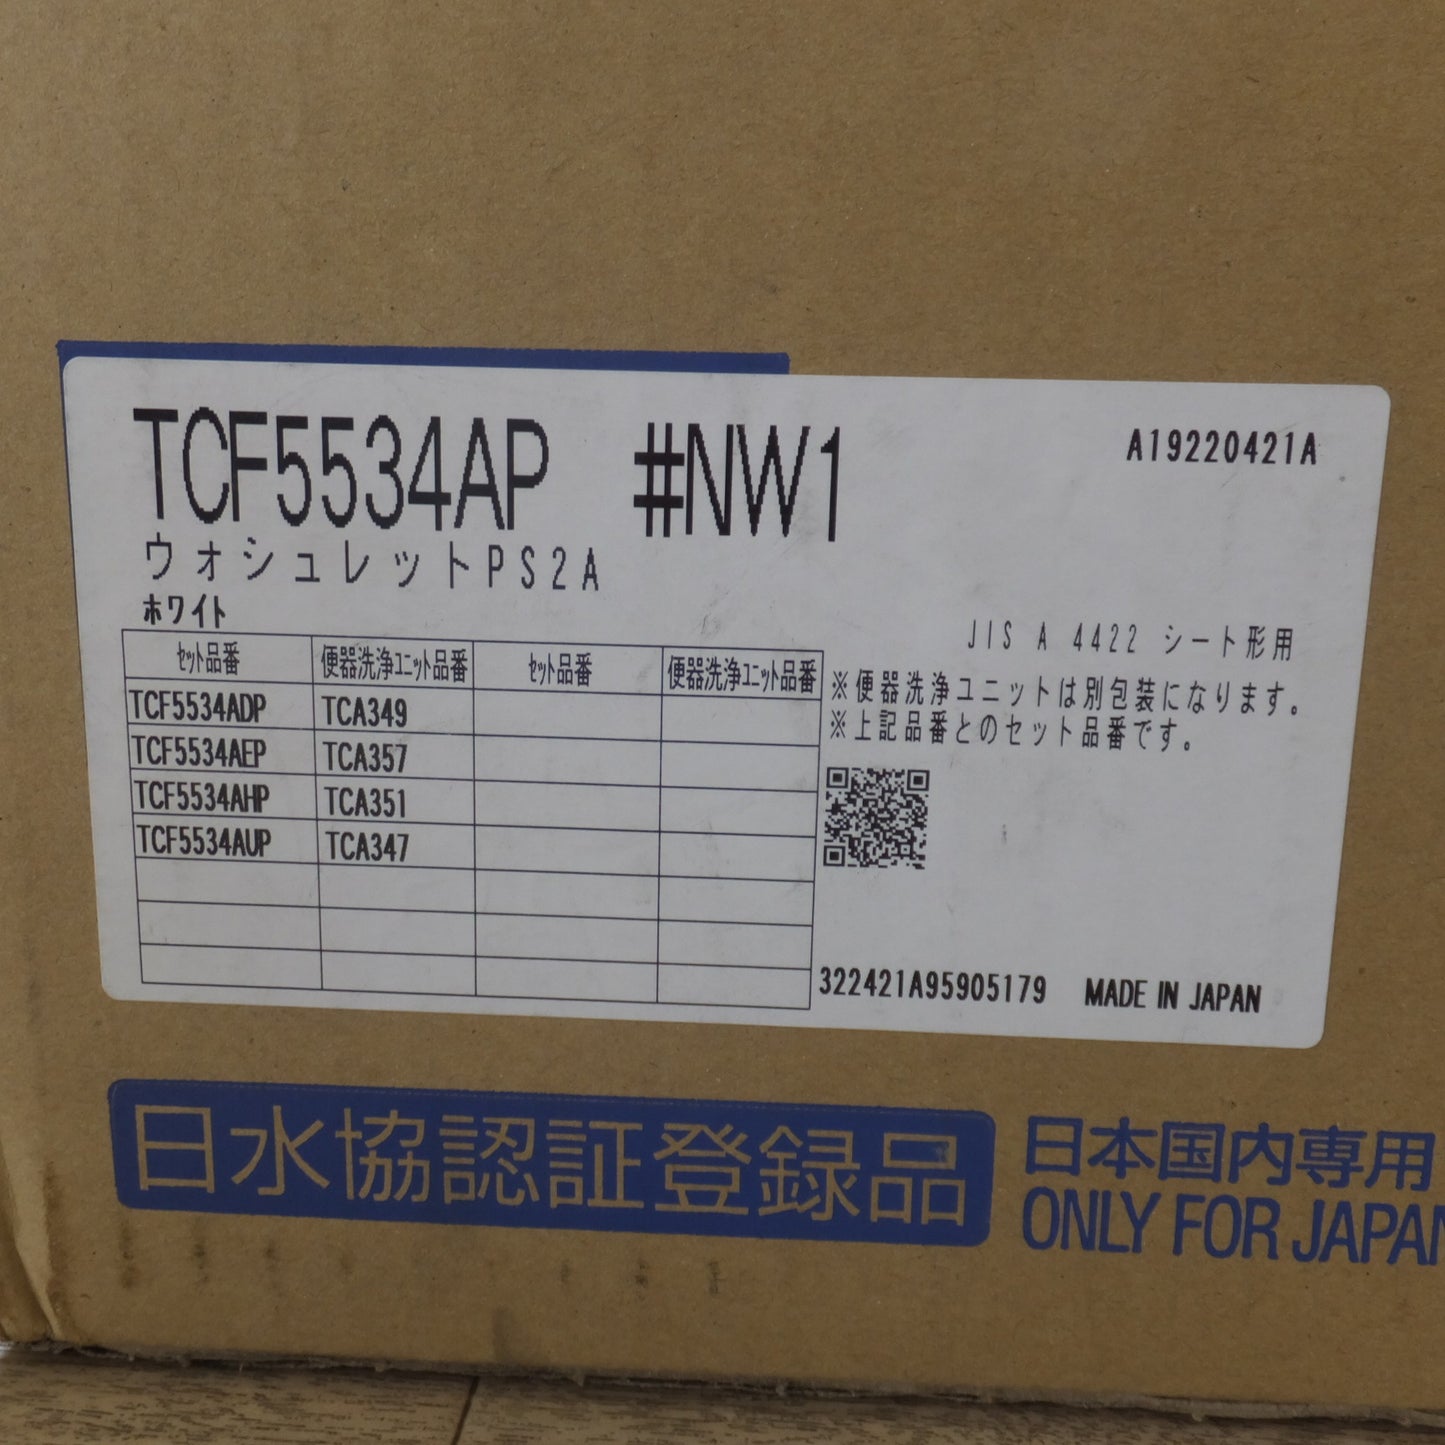 TCF5534AP #NW1
A19220421A
ウォシュレットPS2A
ホワイト
JIS A 4422 シート形用
セット品番 便器洗浄ユニット品番 セット品番 便器洗浄ユニット品番
※便器洗浄ユニットは別包装になります。
※上記品番とのセット品番です。
TCF5534ADP TCA349
TCF5534AEP TCA357
TCF5534AHP TCA351
TCF5534AUP TCA347
322421A95905179 MADE IN JAPAN
日水協認証登録品
日本国内専用
ONLY FOR JAPAN